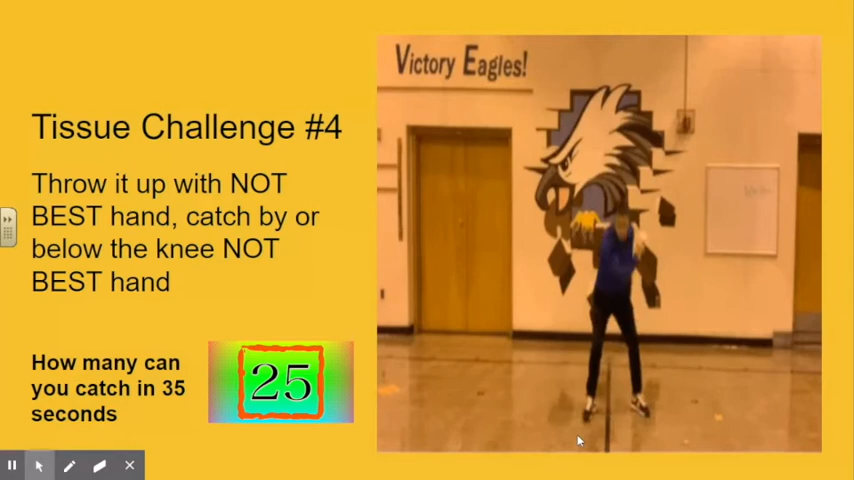 Victory Eagles!
Tissue Challenge #4
Throw it up with NOT
BEST hand, catch by or
below the knee NOT
BEST hand
How many can
you catch in 35
seconds
25